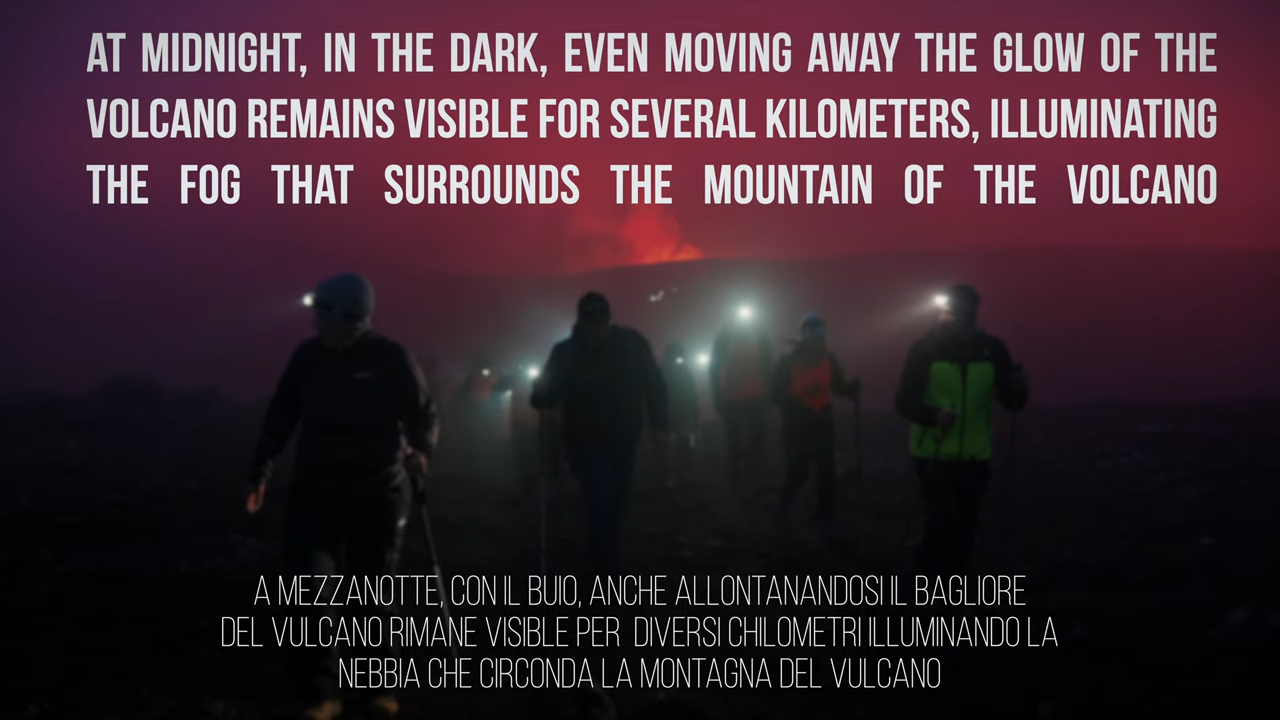 AT MIDNIGHT, IN THE DARK, EVEN MOVING AWAY THE GLOW OF THE
VOLCANO REMAINS VISIBLE FOR SEVERAL KILOMETERS, ILLUMINATING
THE FOG THAT SURROUNDS THE MOUNTAIN OF THE VOLCANO
A MEZZANOTTE, CON IL BUIO, ANCHE ALLONTANANDOSI IL BAGLIORE
DEL VULCANO RIMANE VISIBLE PER DIVERSI CHILOMETRI ILLUMINANDO LA
NEBBIA CHE CIRCONDA LA MONTAGNA DEL VULCANO